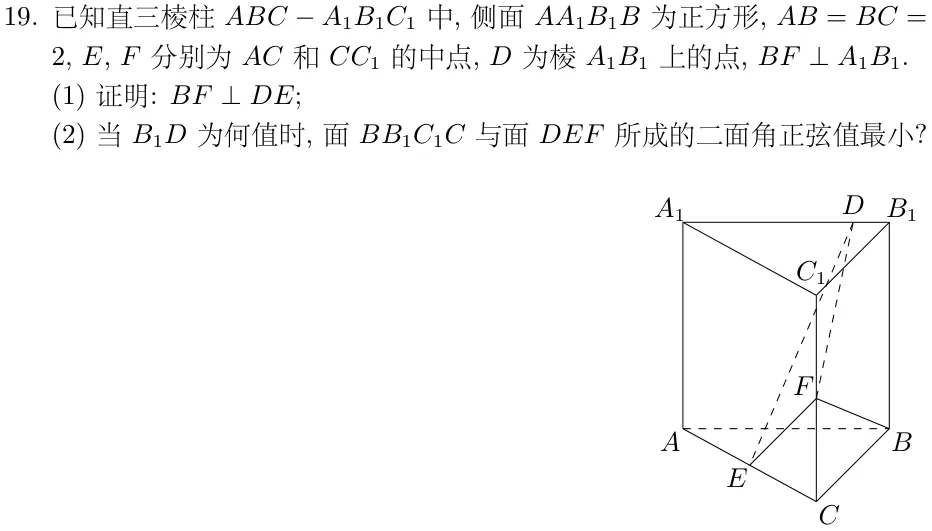 19. 已知直三棱柱 ABC − A₁B₁C₁ 中, 侧面 AA₁B₁B 为正方形, AB = BC =
2, E, F 分别为 AC 和 CC₁ 的中点, D 为棱 A₁B₁ 上的点, BF ⊥ A₁B₁.
(1) 证明: BF ⊥ DE;
(2) 当 B₁D 为何值时, 面 BB₁C₁C 与面 DEF 所成的二面角正弦值最小?
A₁
D
B₁
C₁
F
A
B
E
C